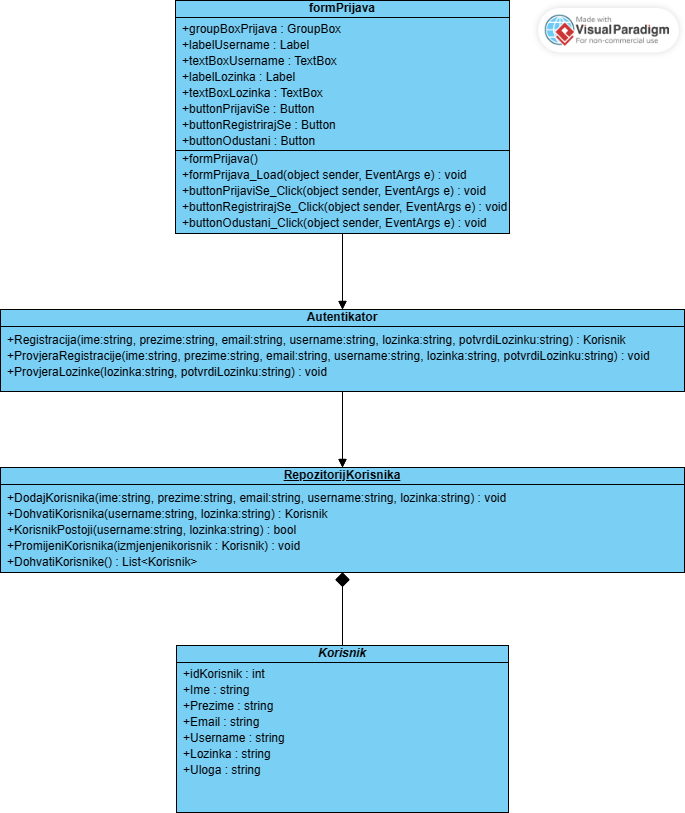 formPrijava
Made with
VisualParadigm
For non-commercial use
+groupBoxPrijava : GroupBox
+labelUsername : Label
+textBoxUsername : TextBox
+labelLozinka : Label
+textBoxLozinka : TextBox
+buttonPrijaviSe : Button
+buttonRegistrirajSe : Button
+buttonOdustani : Button
+formPrijava()
+formPrijava_Load(object sender, EventArgs e) : void
+buttonPrijaviSe_Click(object sender, EventArgs e) : void
+buttonRegistrirajSe_Click(object sender, EventArgs e) : void
+buttonOdustani_Click(object sender, EventArgs e) : void
Autentikator
+Registracija(ime:string, prezime:string, email:string, username:string, lozinka:string, potvrdiLozinku:string) : Korisnik
+ProvjeraRegistracije(ime:string, prezime:string, email:string, username:string, lozinka:string, potvrdiLozinku:string) : void
+ProvjeraLozinke(lozinka:string, potvrdiLozinku:string) : void
RepozitorijKorisnika
+DodajKorisnika(ime:string, prezime:string, email:string, username:string, lozinka:string) : void
+DohvatiKorisnika(username:string, lozinka:string) : Korisnik
+KorisnikPostoji(username:string, lozinka:string) : bool
+PromijeniKorisnika(izmjenjenikorisnik : Korisnik) : void
+DohvatiKorisnike() : List<Korisnik>
Korisnik
+idKorisnik : int
+Ime : string
+Prezime : string
+Email : string
+Username : string
+Lozinka : string
+Uloga : string